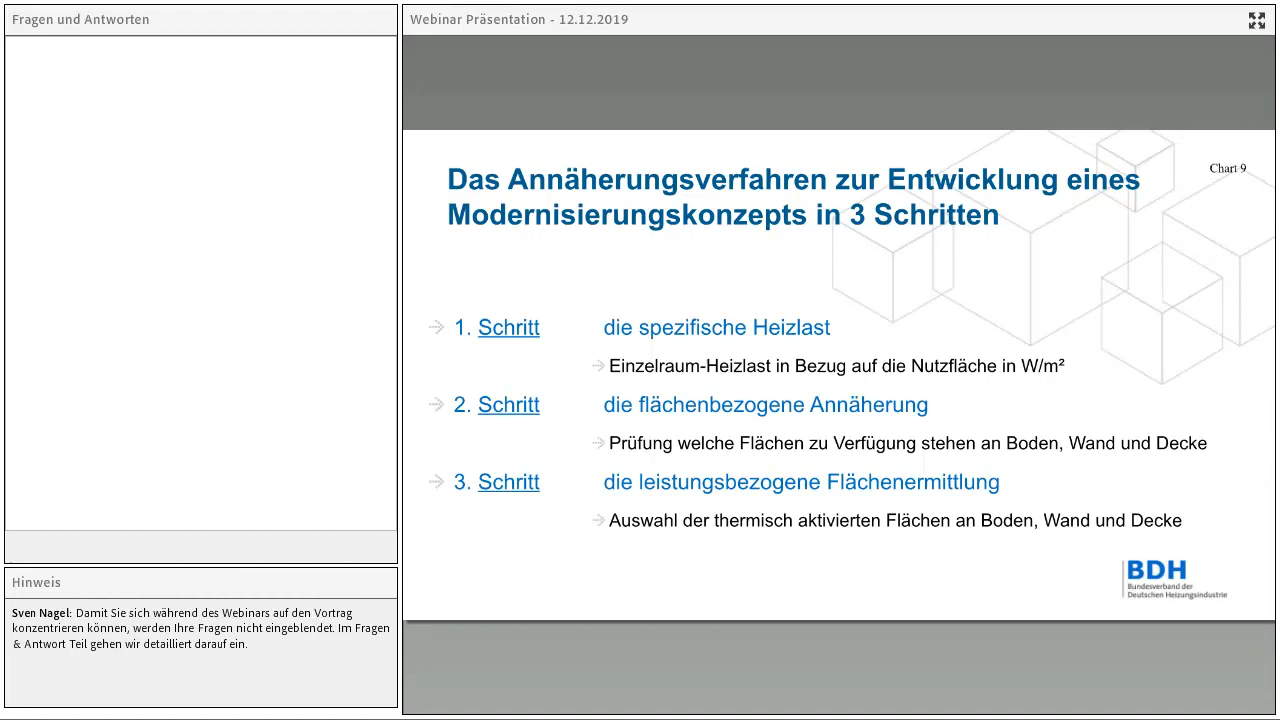 Fragen und Antworten
Webinar Präsentation - 12.12.2019
Chart 9
Das Annäherungsverfahren zur Entwicklung eines
Modernisierungskonzepts in 3 Schritten
1. Schritt die spezifische Heizlast
Einzelraum-Heizlast in Bezug auf die Nutzfläche in W/m²
2. Schritt die flächenbezogene Annäherung
Prüfung welche Flächen zu Verfügung stehen an Boden, Wand und Decke
3. Schritt die leistungsbezogene Flächenermittlung
Auswahl der thermisch aktivierten Flächen an Boden, Wand und Decke
BDH
Bundesverband der
Deutschen Heizungsindustrie
Hinweis
Sven Nagel: Damit Sie sich während des Webinars auf den Vortrag
konzentrieren können, werden Ihre Fragen nicht eingeblendet. Im Fragen
& Antwort Teil gehen wir detailliert darauf ein.